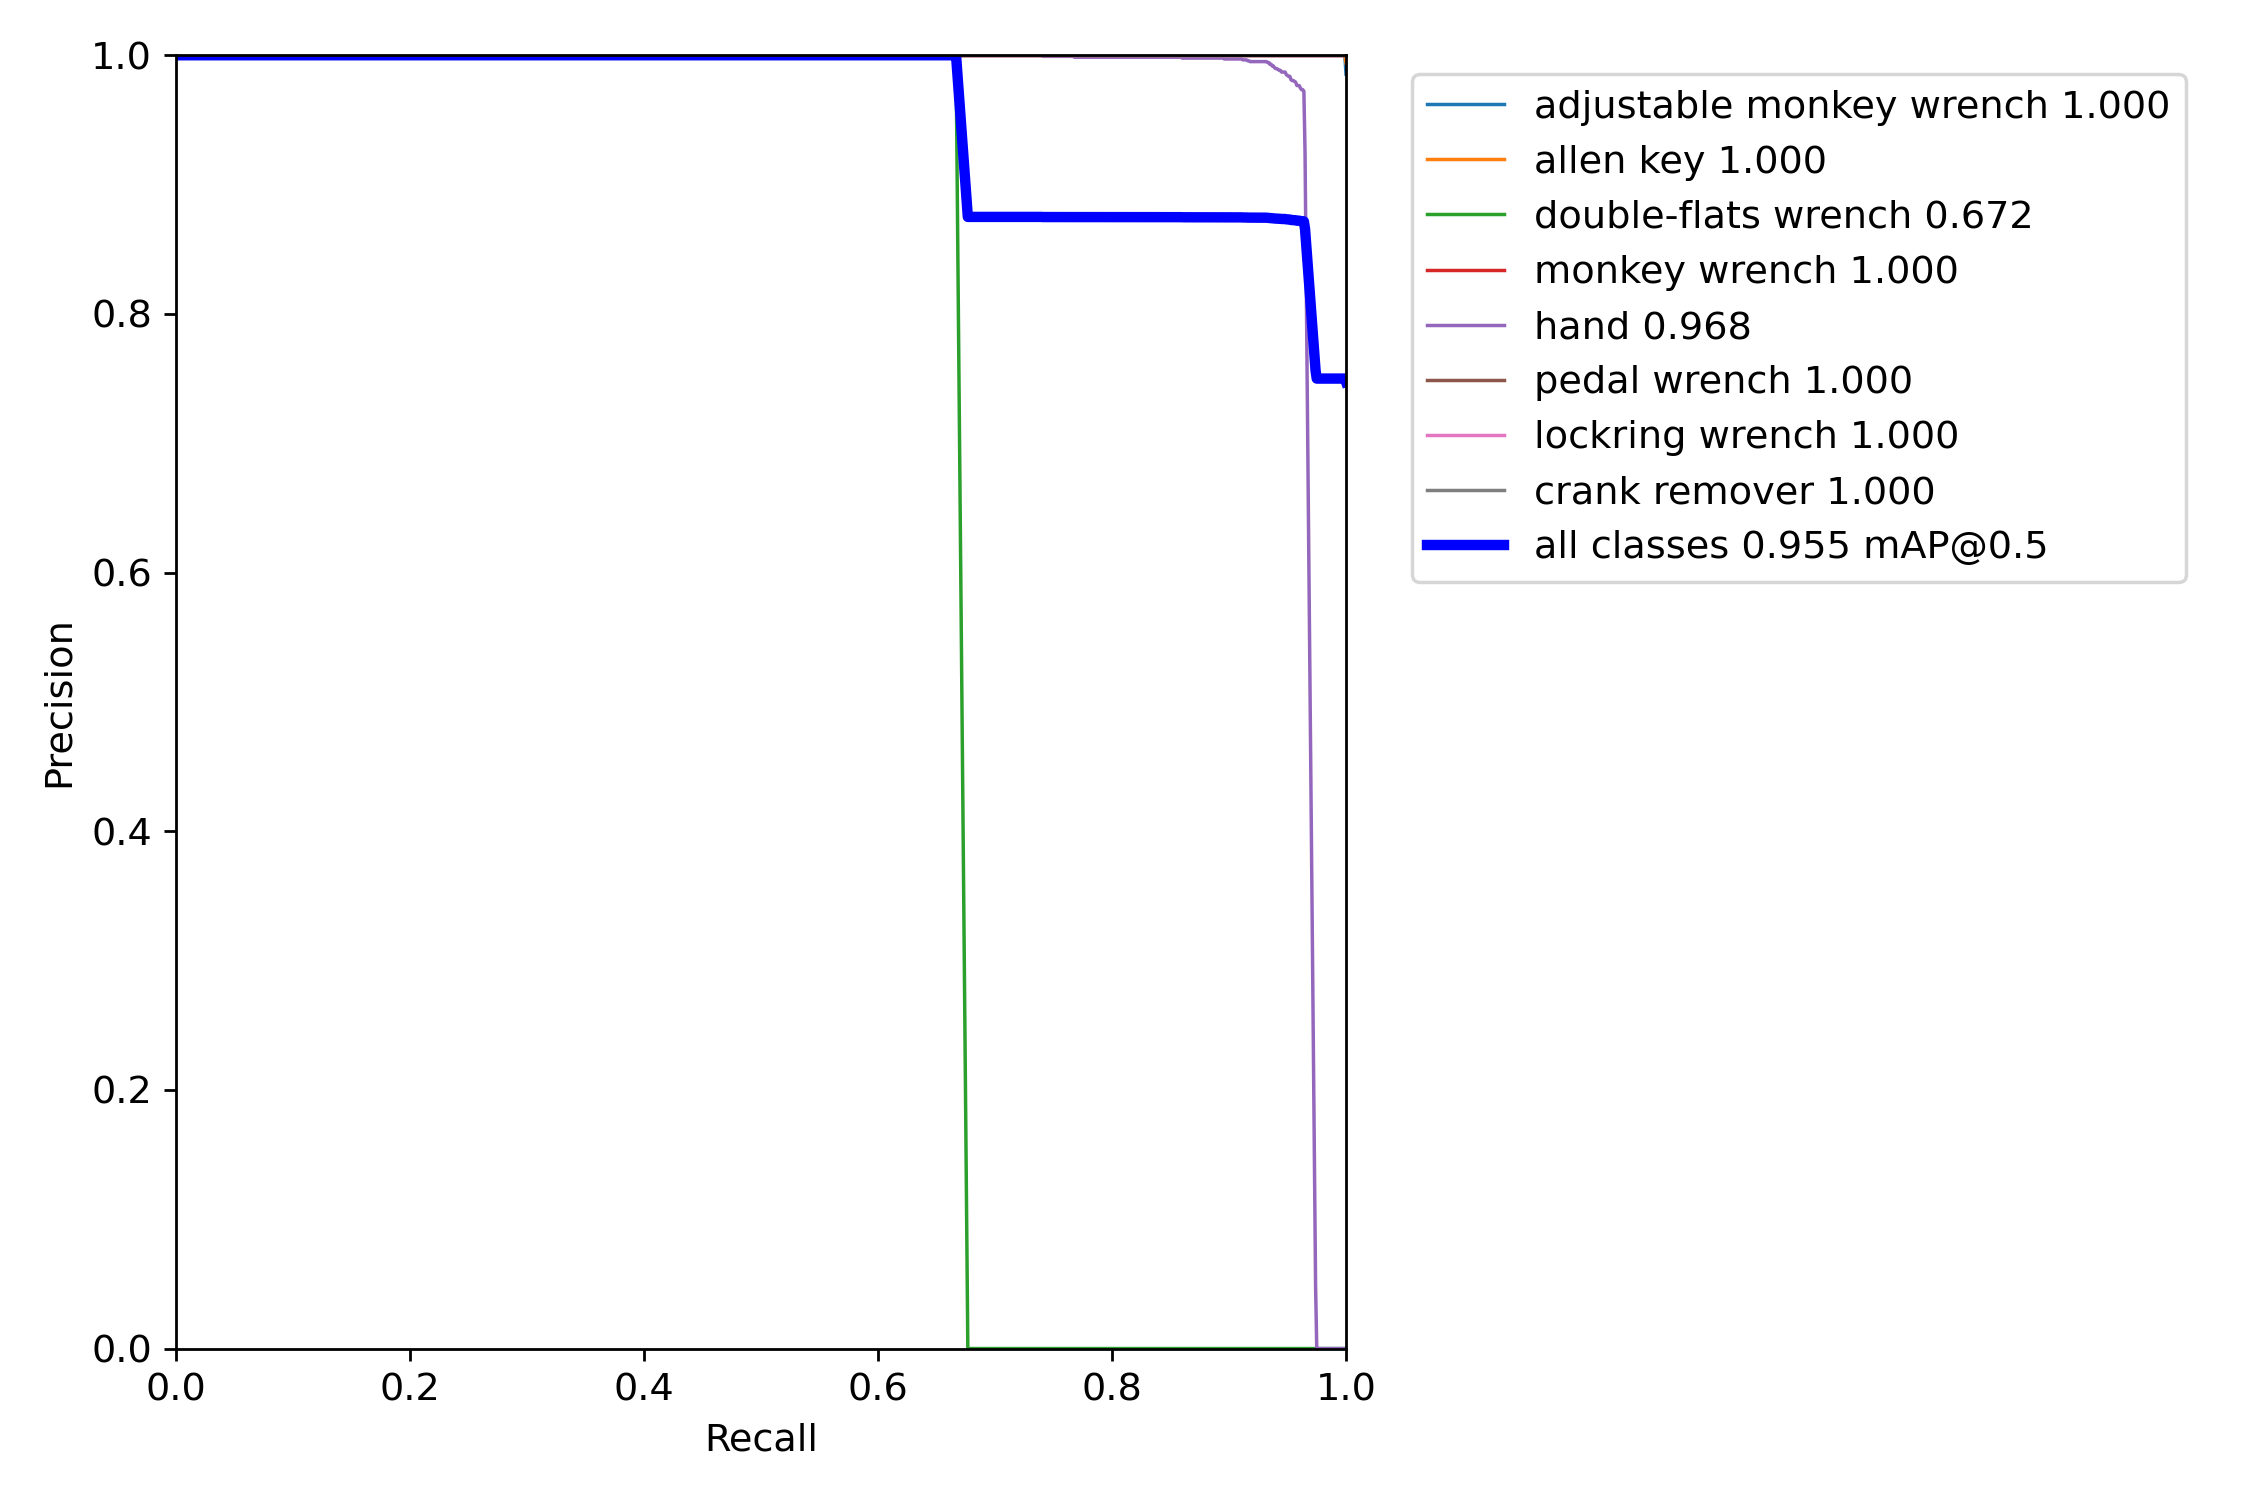 1.0
0.8
0.6
0.4
0.2
0.0
Precision
0.0 0.2 0.4 0.6 0.8 1.0
Recall
adjustable monkey wrench 1.000
allen key 1.000
double-flats wrench 0.672
monkey wrench 1.000
hand 0.968
pedal wrench 1.000
lockring wrench 1.000
crank remover 1.000
all classes 0.955 mAP@0.5